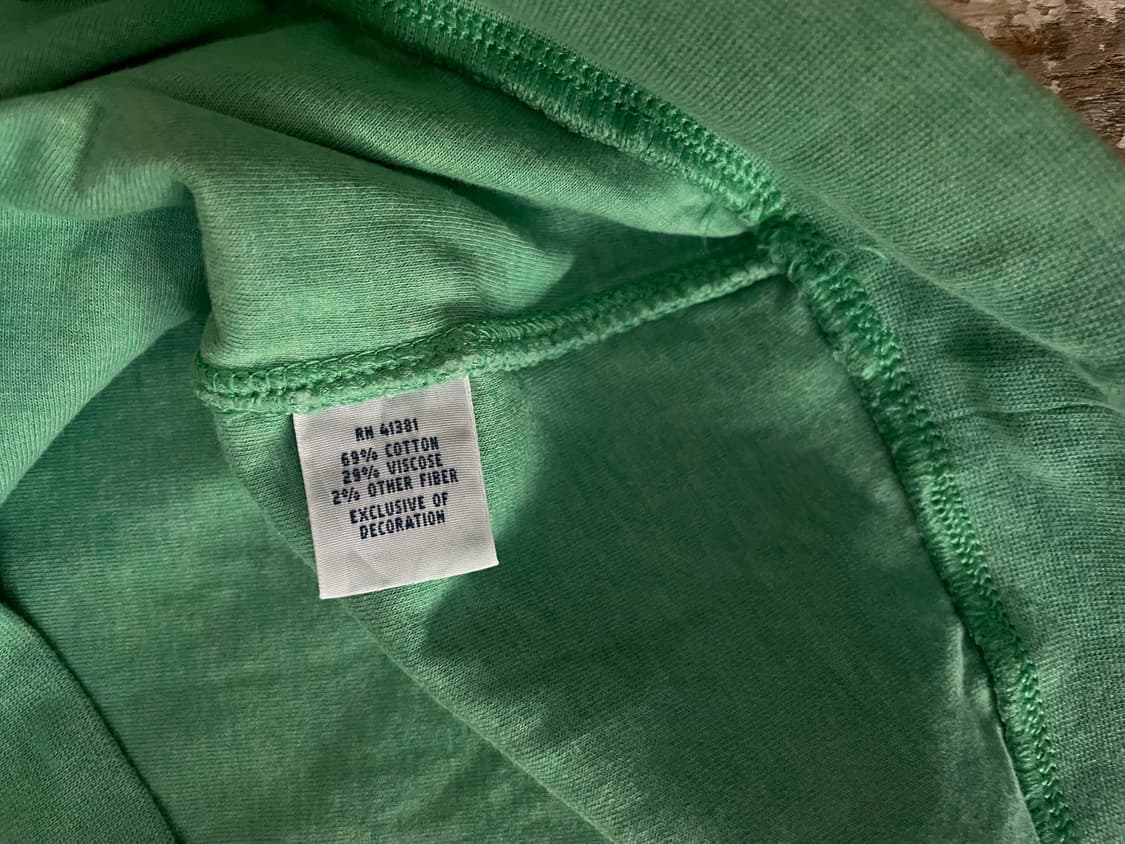 RN 41381
69% COTTON
29% VISCOSE
2% OTHER FIBER
EXCLUSIVE OF
DECORATION